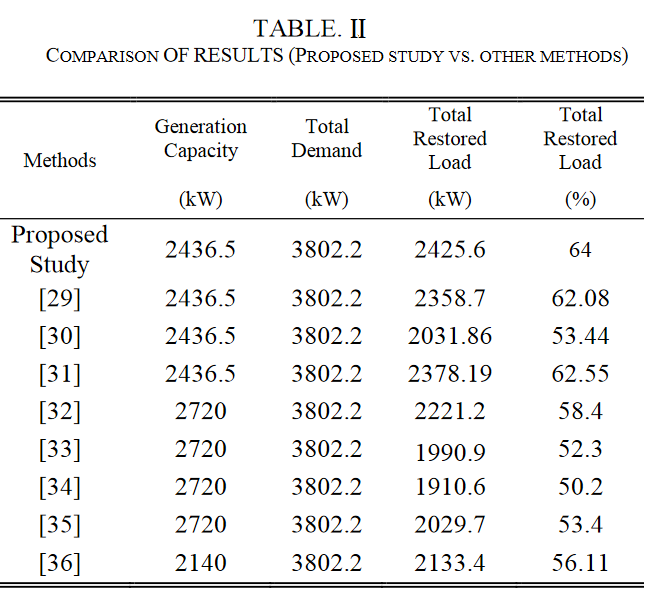 TABLE. II
COMPARISON OF RESULTS (PROPOSED STUDY VS. OTHER METHODS)
Methods Generation Capacity (kW) Total Demand (kW) Total Restored Load (kW) Total Restored Load (%)
Proposed Study 2436.5 3802.2 2425.6 64
[29] 2436.5 3802.2 2358.7 62.08
[30] 2436.5 3802.2 2031.86 53.44
[31] 2436.5 3802.2 2378.19 62.55
[32] 2720 3802.2 2221.2 58.4
[33] 2720 3802.2 1990.9 52.3
[34] 2720 3802.2 1910.6 50.2
[35] 2720 3802.2 2029.7 53.4
[36] 2140 3802.2 2133.4 56.11